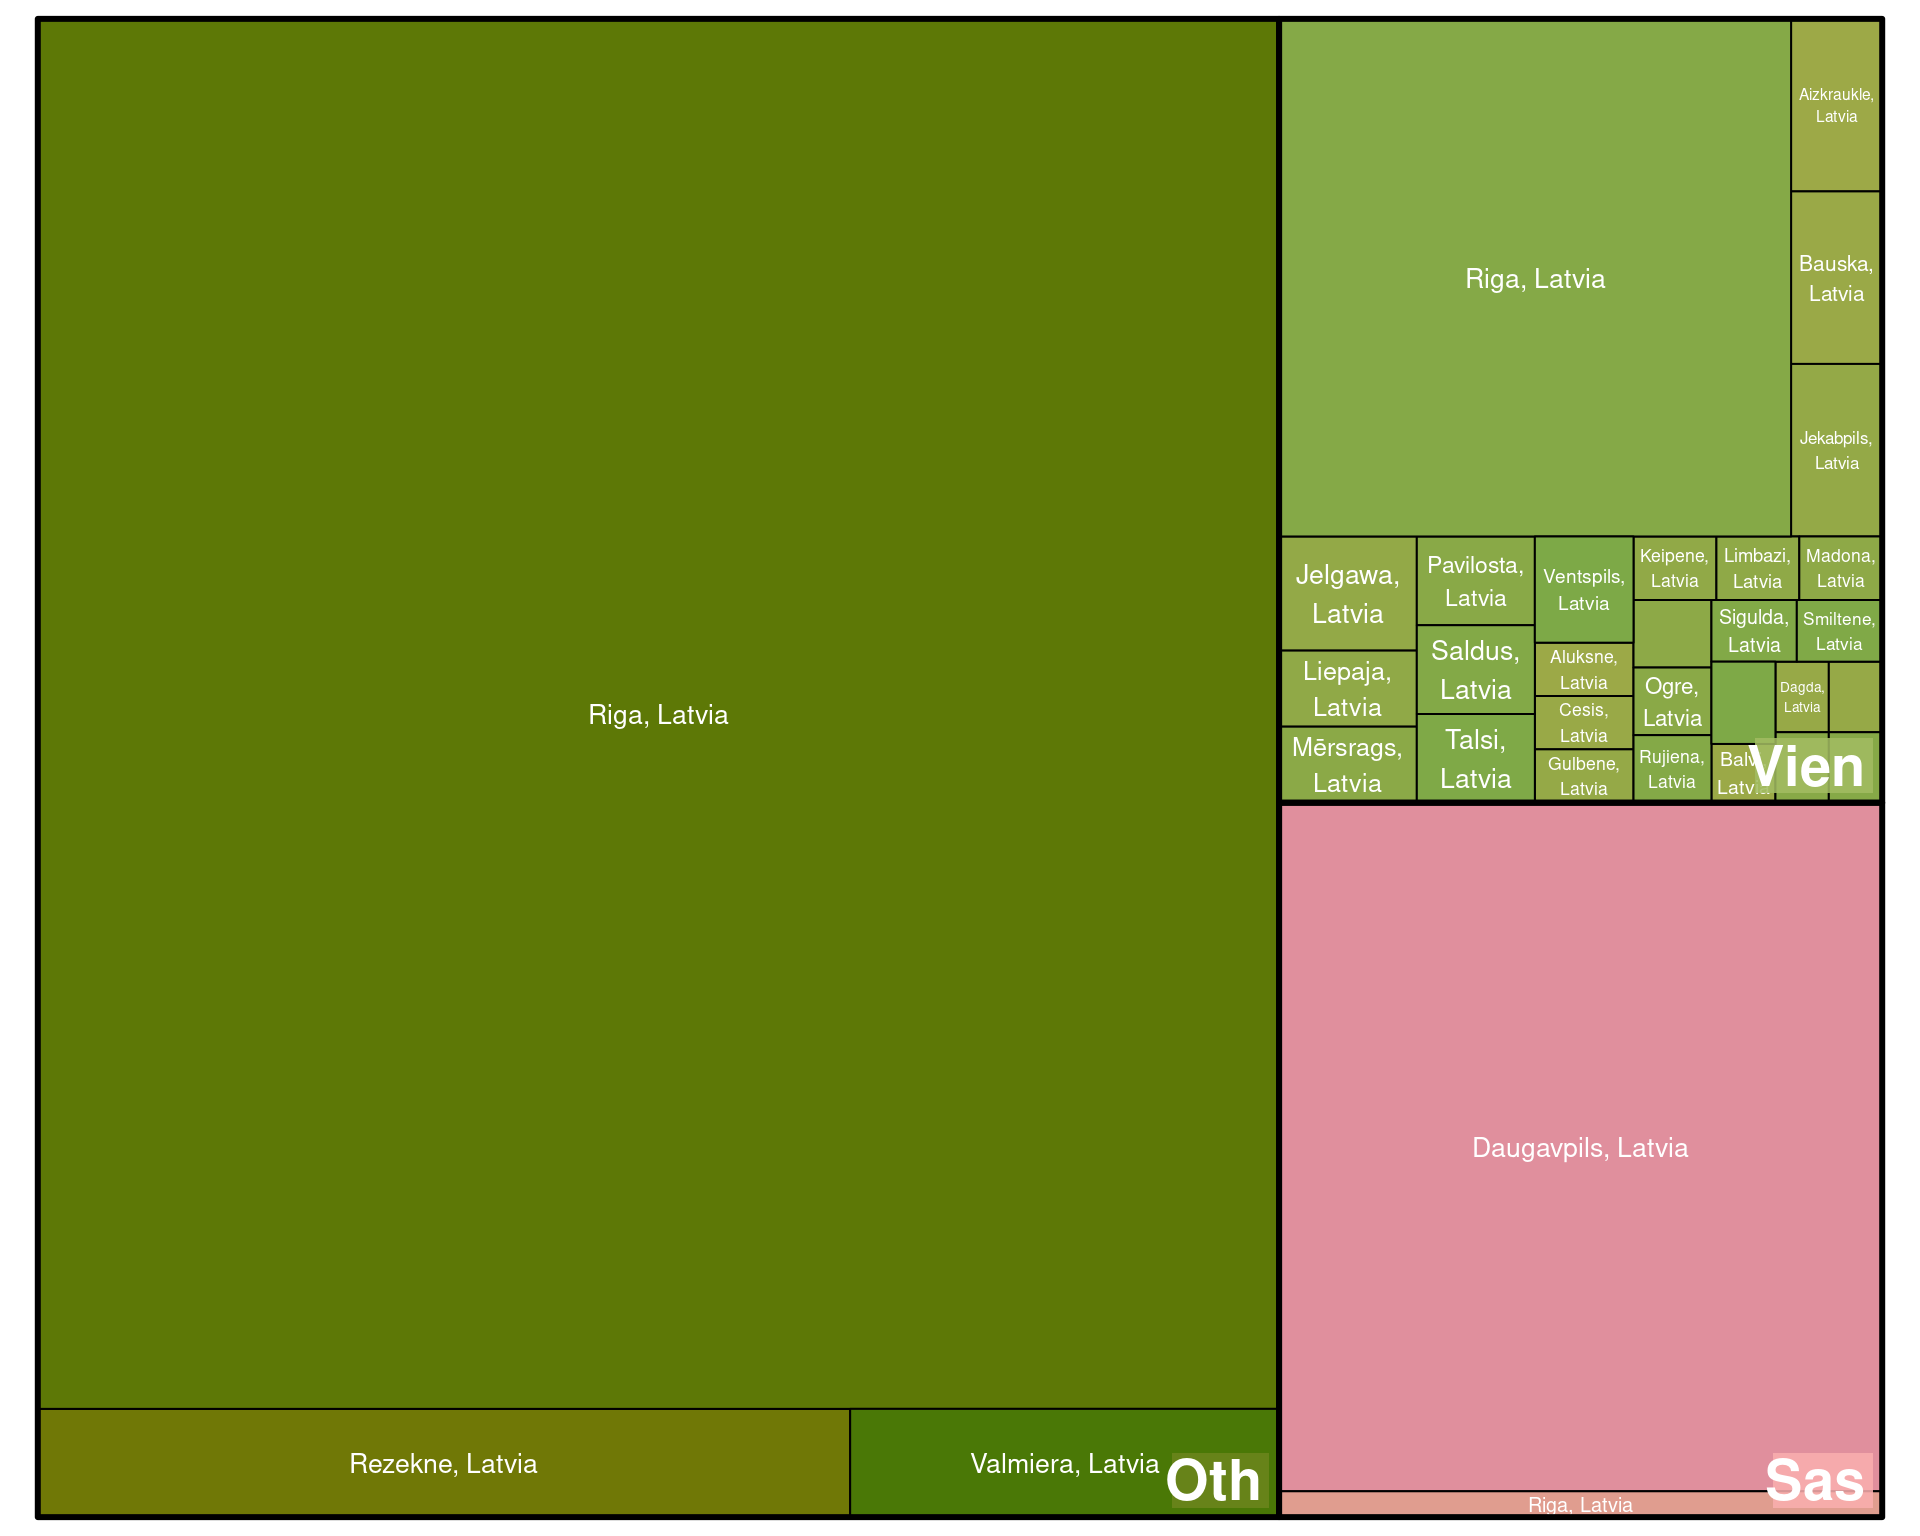 Riga, Latvia
Rezekne, Latvia
Valmiera, Latvia
Oth
Riga, Latvia
Aizkraukle,
Latvia
Bauska,
Latvia
Jekabpils,
Latvia
Jelgawa,
Latvia
Liepaja,
Latvia
Mērsrags,
Latvia
Pavilosta,
Latvia
Saldus,
Latvia
Talsi,
Latvia
Ventspils,
Latvia
Aluksne,
Latvia
Cesis,
Latvia
Gulbene,
Latvia
Keipene,
Latvia
Limbazi,
Latvia
Madona,
Latvia
Ogre,
Latvia
Rujiena,
Latvia
Sigulda,
Latvia
Smiltene,
Latvia
Dagda,
Latvia
Latvia
Vien
Daugavpils, Latvia
Riga, Latvia
Sas